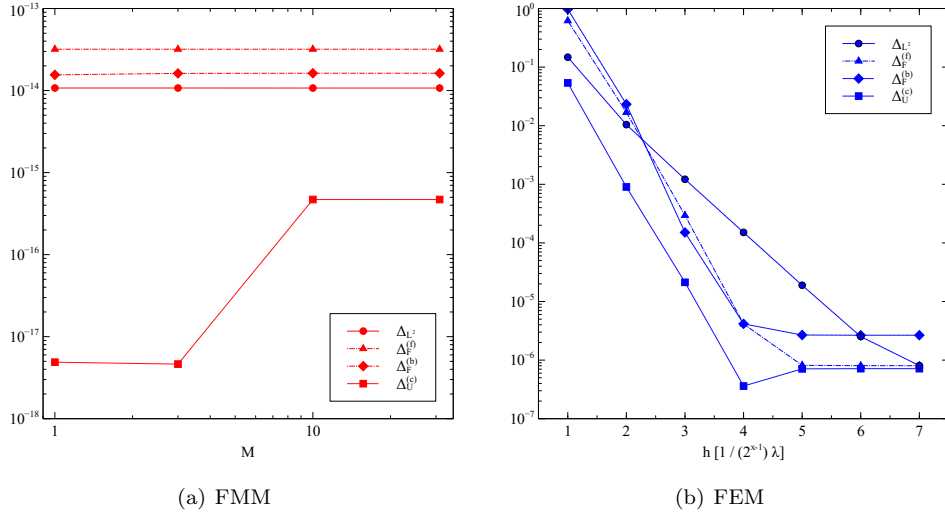 10⁻¹³
10⁻¹⁴
10⁻¹⁵
10⁻¹⁶
10⁻¹⁷
10⁻¹⁸
1
10
M
Δ_L²
Δ_F^(f)
Δ_F^(b)
Δ_U^(c)
(a) FMM
10⁰
10⁻¹
10⁻²
10⁻³
10⁻⁴
10⁻⁵
10⁻⁶
10⁻⁷
1 2 3 4 5 6 7
h [1 / (2^(x-1)) λ]
Δ_L²
Δ_F^(f)
Δ_F^(b)
Δ_U^(c)
(b) FEM